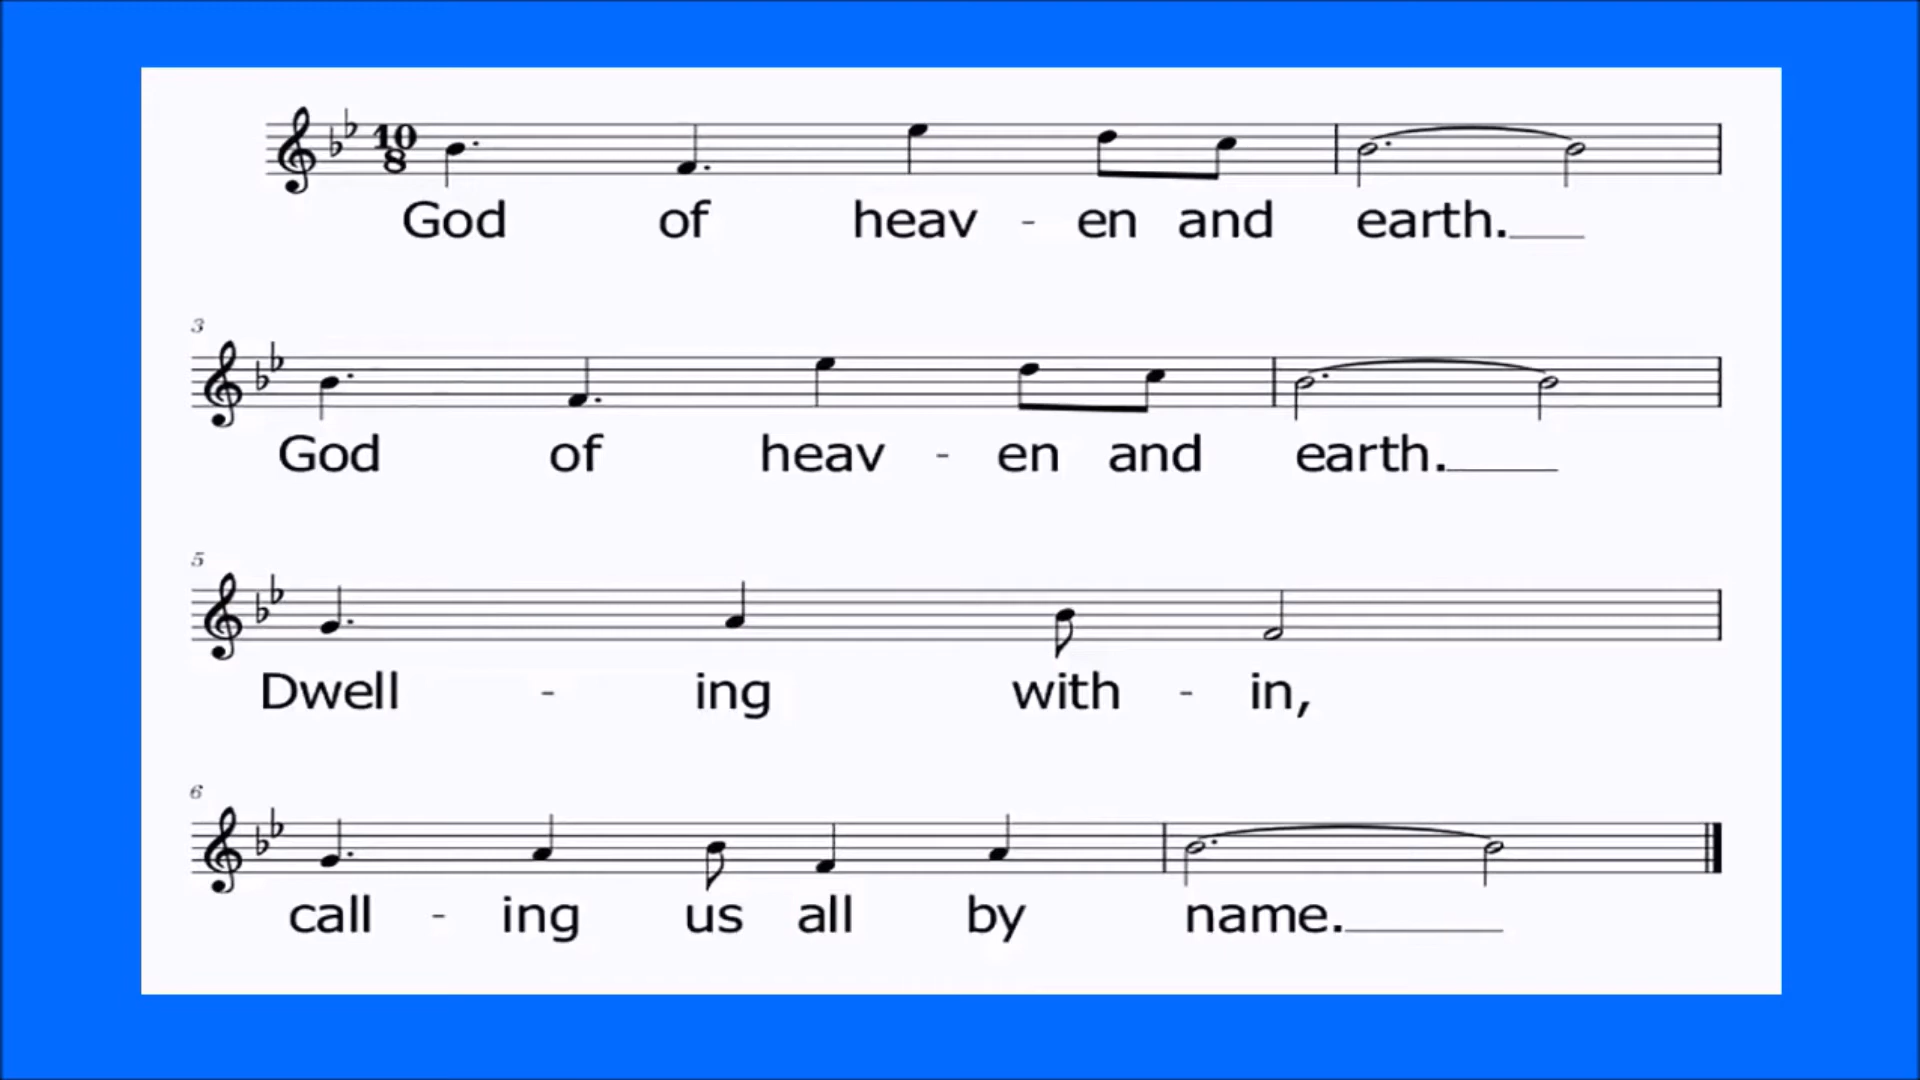 10
8
God of heav - en and earth.
3
God of heav - en and earth.
5
Dwell - ing with - in,
6
call - ing us all by name.